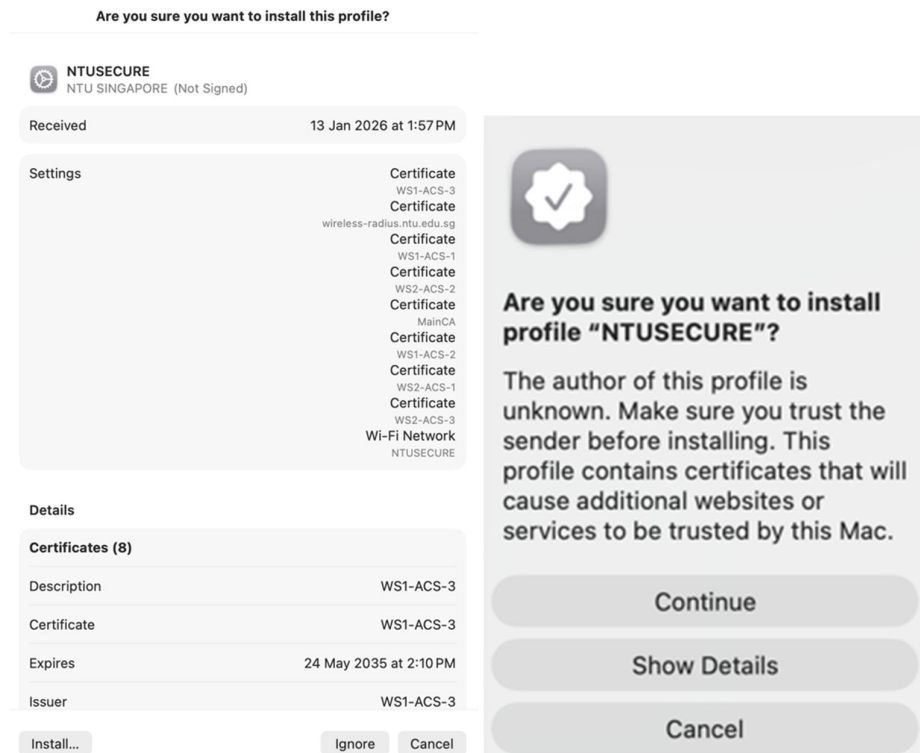 Are you sure you want to install this profile?
NTUSECURE
NTU SINGAPORE (Not Signed)
Received 13 Jan 2026 at 1:57 PM
Settings Certificate
WS1-ACS-3
Certificate
wireless-radius.ntu.edu.sg
Certificate
WS1-ACS-1
Certificate
WS2-ACS-2
Certificate
MainCA
Certificate
WS1-ACS-2
Certificate
WS2-ACS-1
Certificate
WS2-ACS-3
Wi-Fi Network
NTUSECURE
Details
Certificates (8)
Description WS1-ACS-3
Certificate WS1-ACS-3
Expires 24 May 2035 at 2:10 PM
Issuer WS1-ACS-3
Install... Ignore Cancel
Are you sure you want to install
profile “NTUSECURE”?
The author of this profile is
unknown. Make sure you trust the
sender before installing. This
profile contains certificates that will
cause additional websites or
services to be trusted by this Mac.
Continue
Show Details
Cancel